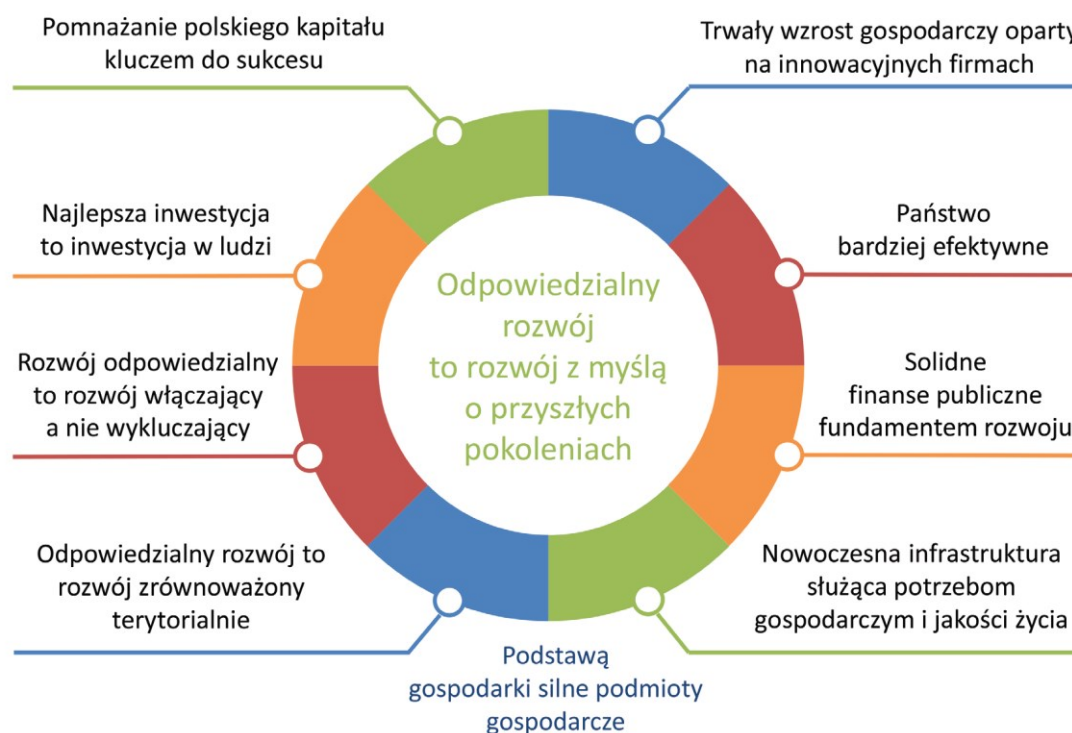 Pomnażanie polskiego kapitału
kluczem do sukcesu
Trwały wzrost gospodarczy oparty
na innowacyjnych firmach
Najlepsza inwestycja
to inwestycja w ludzi
Państwo
bardziej efektywne
Odpowiedzialny
rozwój
to rozwój z myślą
o przyszłych
pokoleniach
Rozwój odpowiedzialny
to rozwój włączający
a nie wykluczający
Solidne
finanse publiczne
fundamentem rozwoju
Odpowiedzialny rozwój to
rozwój zrównoważony
terytorialnie
Nowoczesna infrastruktura
służąca potrzebom
gospodarczym i jakości życia
Podstawą
gospodarki silne podmioty
gospodarcze